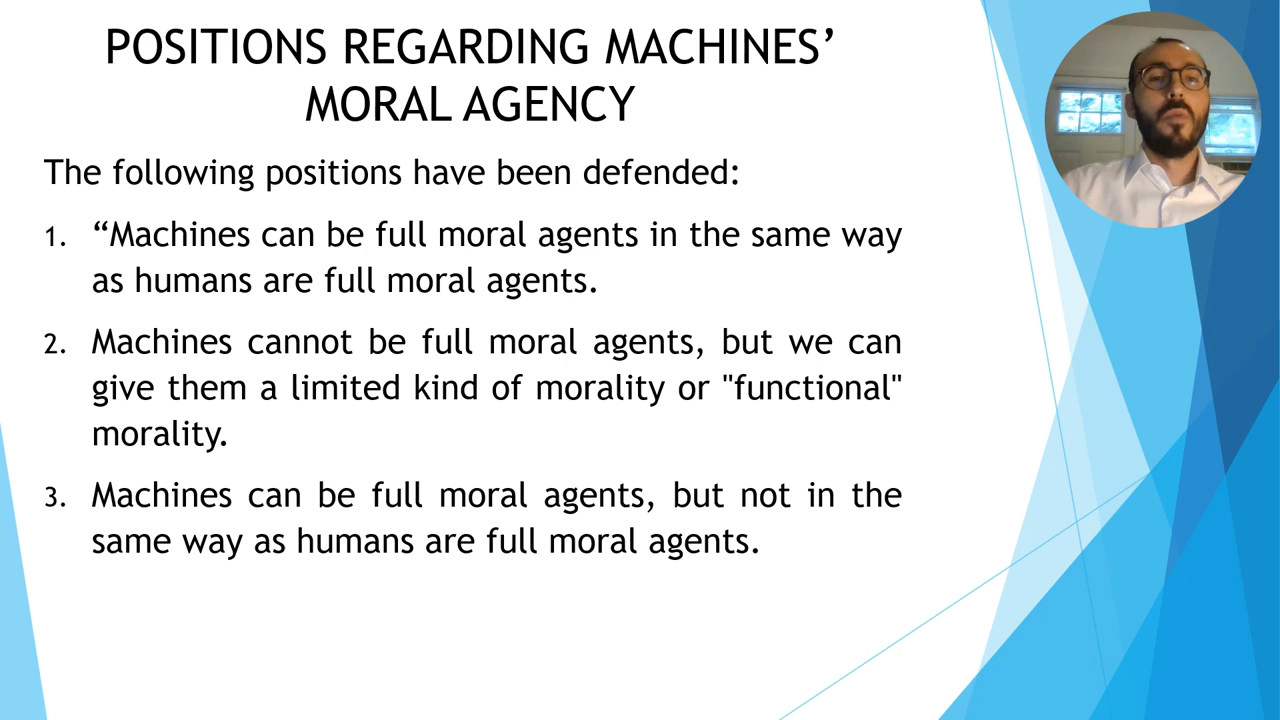 POSITIONS REGARDING MACHINES’
MORAL AGENCY
The following positions have been defended:
1. “Machines can be full moral agents in the same way
as humans are full moral agents.
2. Machines cannot be full moral agents, but we can
give them a limited kind of morality or "functional"
morality.
3. Machines can be full moral agents, but not in the
same way as humans are full moral agents.